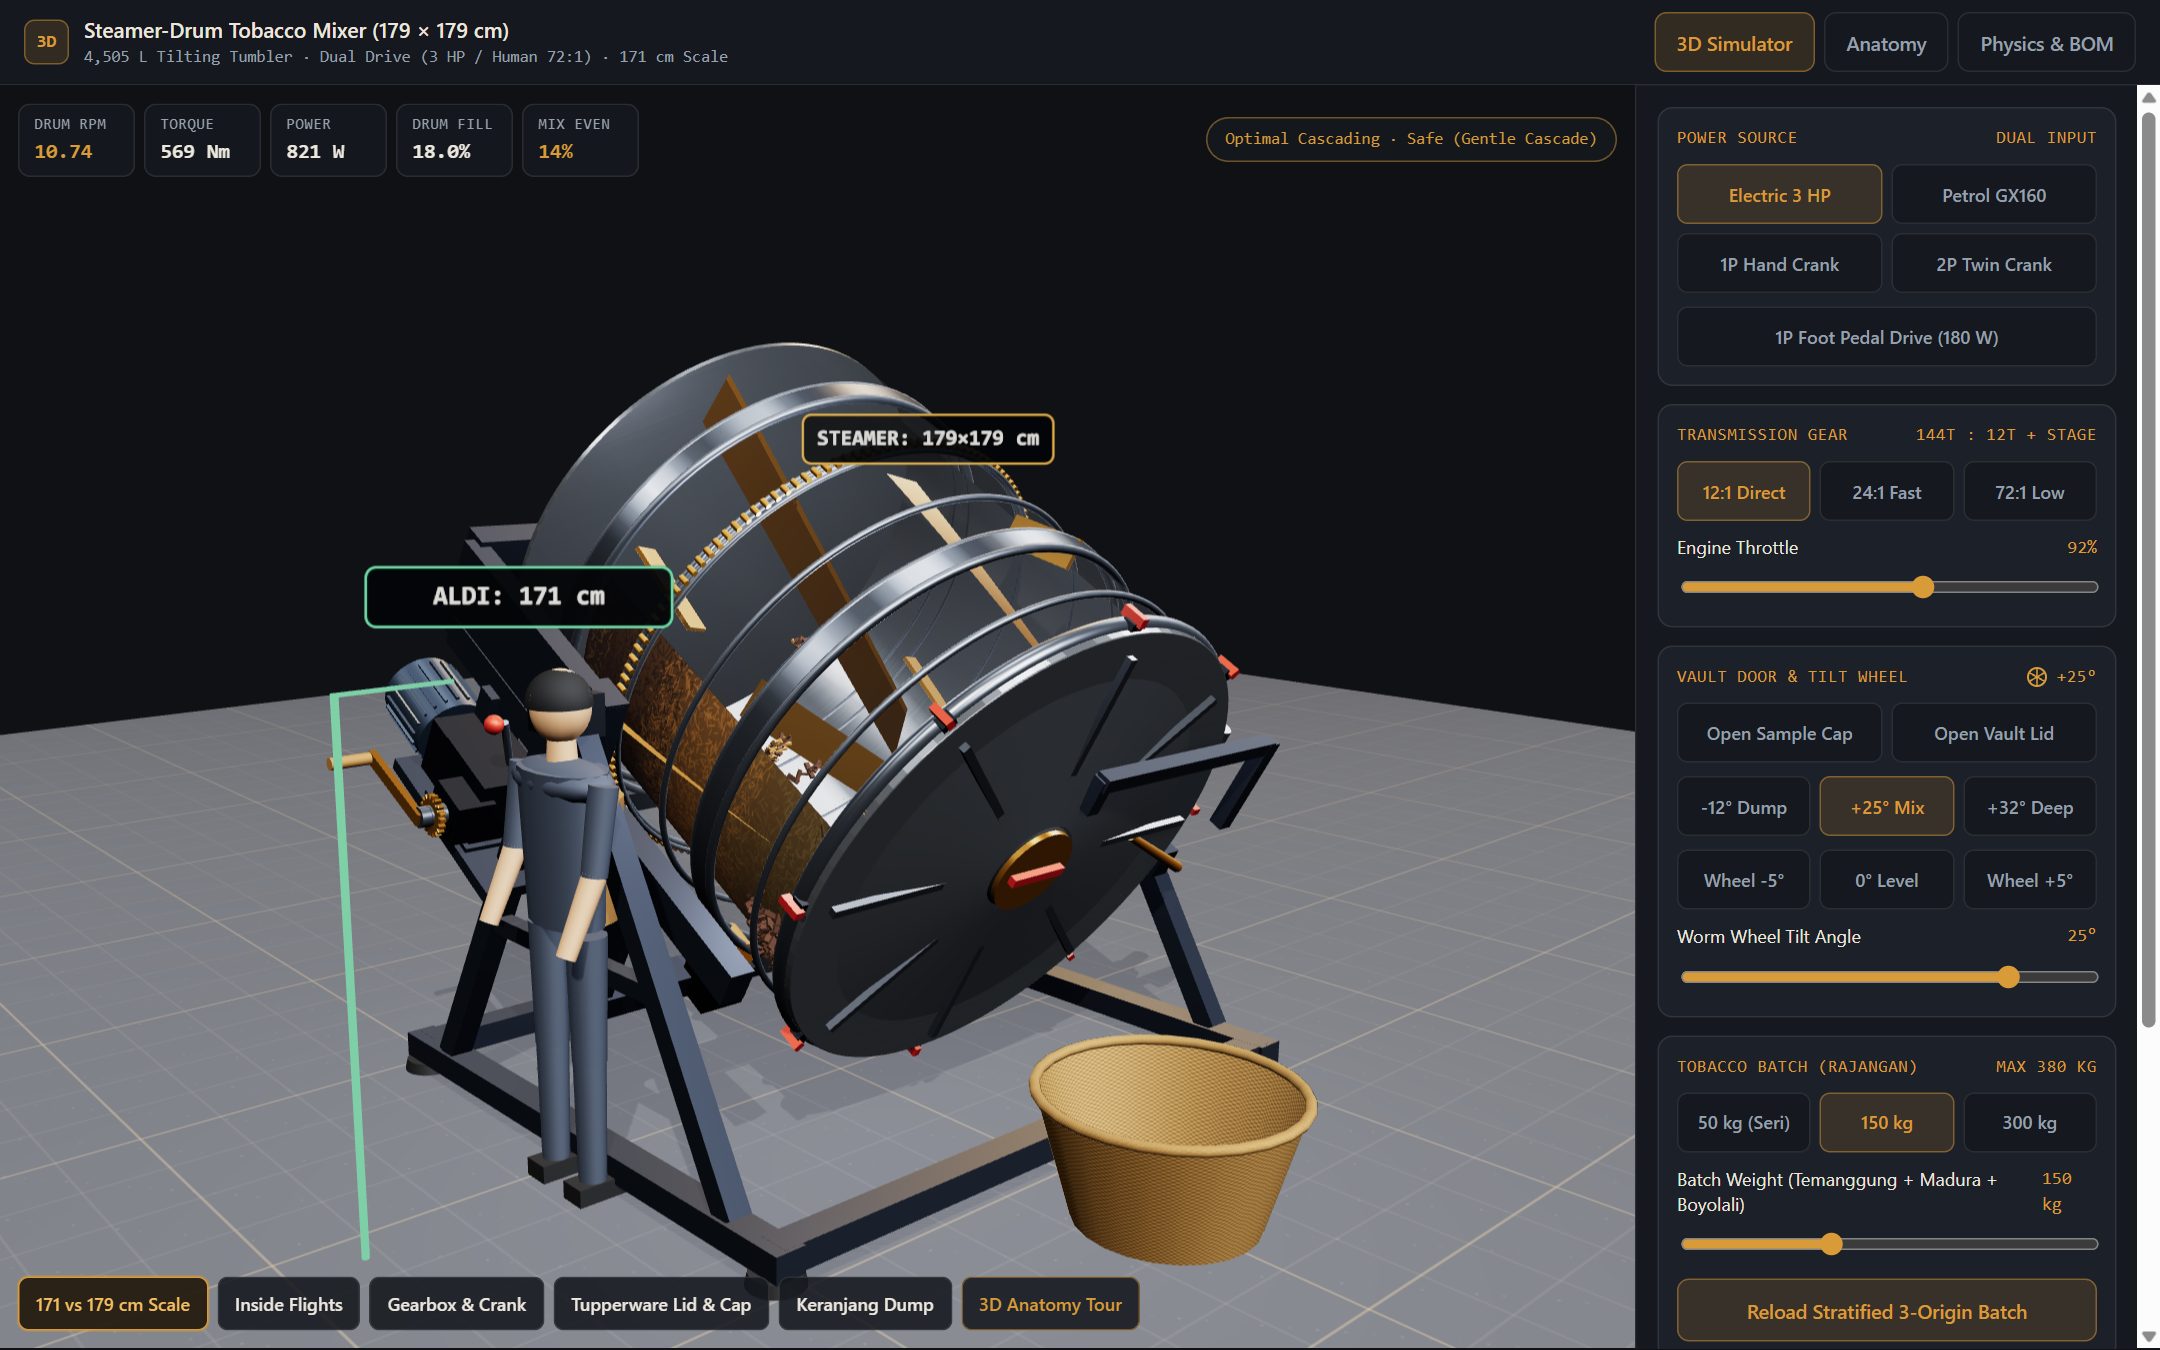 3D
Steamer-Drum Tobacco Mixer (179 × 179 cm)
4,505 L Tilting Tumbler · Dual Drive (3 HP / Human 72:1) · 171 cm Scale
3D Simulator
Anatomy
Physics & BOM
DRUM RPM
10.74
TORQUE
569 Nm
POWER
821 W
DRUM FILL
18.0%
MIX EVEN
14%
Optimal Cascading · Safe (Gentle Cascade)
STEAMER: 179×179 cm
ALDI: 171 cm
171 vs 179 cm Scale
Inside Flights
Gearbox & Crank
Tupperware Lid & Cap
Keranjang Dump
3D Anatomy Tour
POWER SOURCE
DUAL INPUT
Electric 3 HP
Petrol GX160
1P Hand Crank
2P Twin Crank
1P Foot Pedal Drive (180 W)
TRANSMISSION GEAR
144T : 12T + STAGE
12:1 Direct
24:1 Fast
72:1 Low
Engine Throttle
92%
VAULT DOOR & TILT WHEEL
+25°
Open Sample Cap
Open Vault Lid
-12° Dump
+25° Mix
+32° Deep
Wheel -5°
0° Level
Wheel +5°
Worm Wheel Tilt Angle
25°
TOBACCO BATCH (RAJANGAN)
MAX 380 KG
50 kg (Seri)
150 kg
300 kg
Batch Weight (Temanggung + Madura +
Boyolali)
150
kg
Reload Stratified 3-Origin Batch